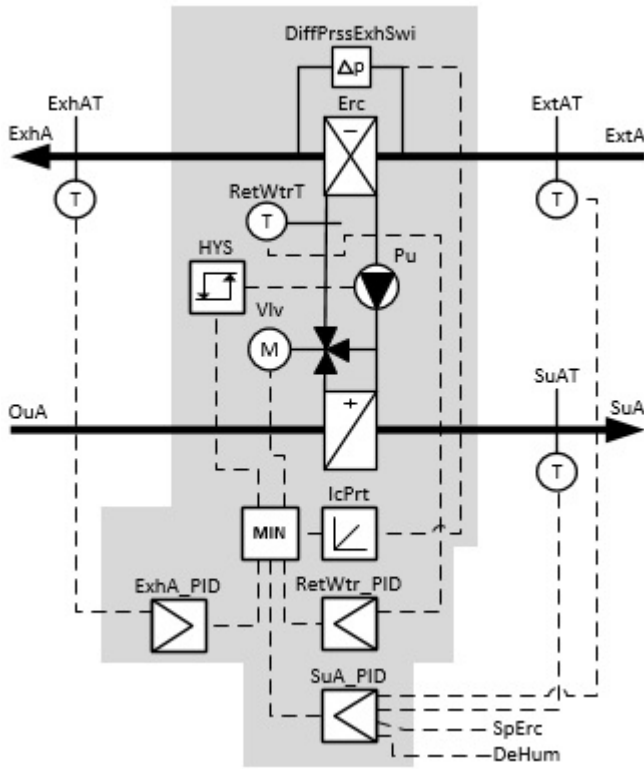 DiffPrssExhSwi
Δp
ExhAT
Erc
ExtAT
ExhA
−
ExtA
T
RetWtrT
T
T
HYS
Pu
Vlv
M
SuAT
OuA
+
SuA
T
IcPrt
MIN
ExhA_PID
RetWtr_PID
SuA_PID
SpErc
DeHum